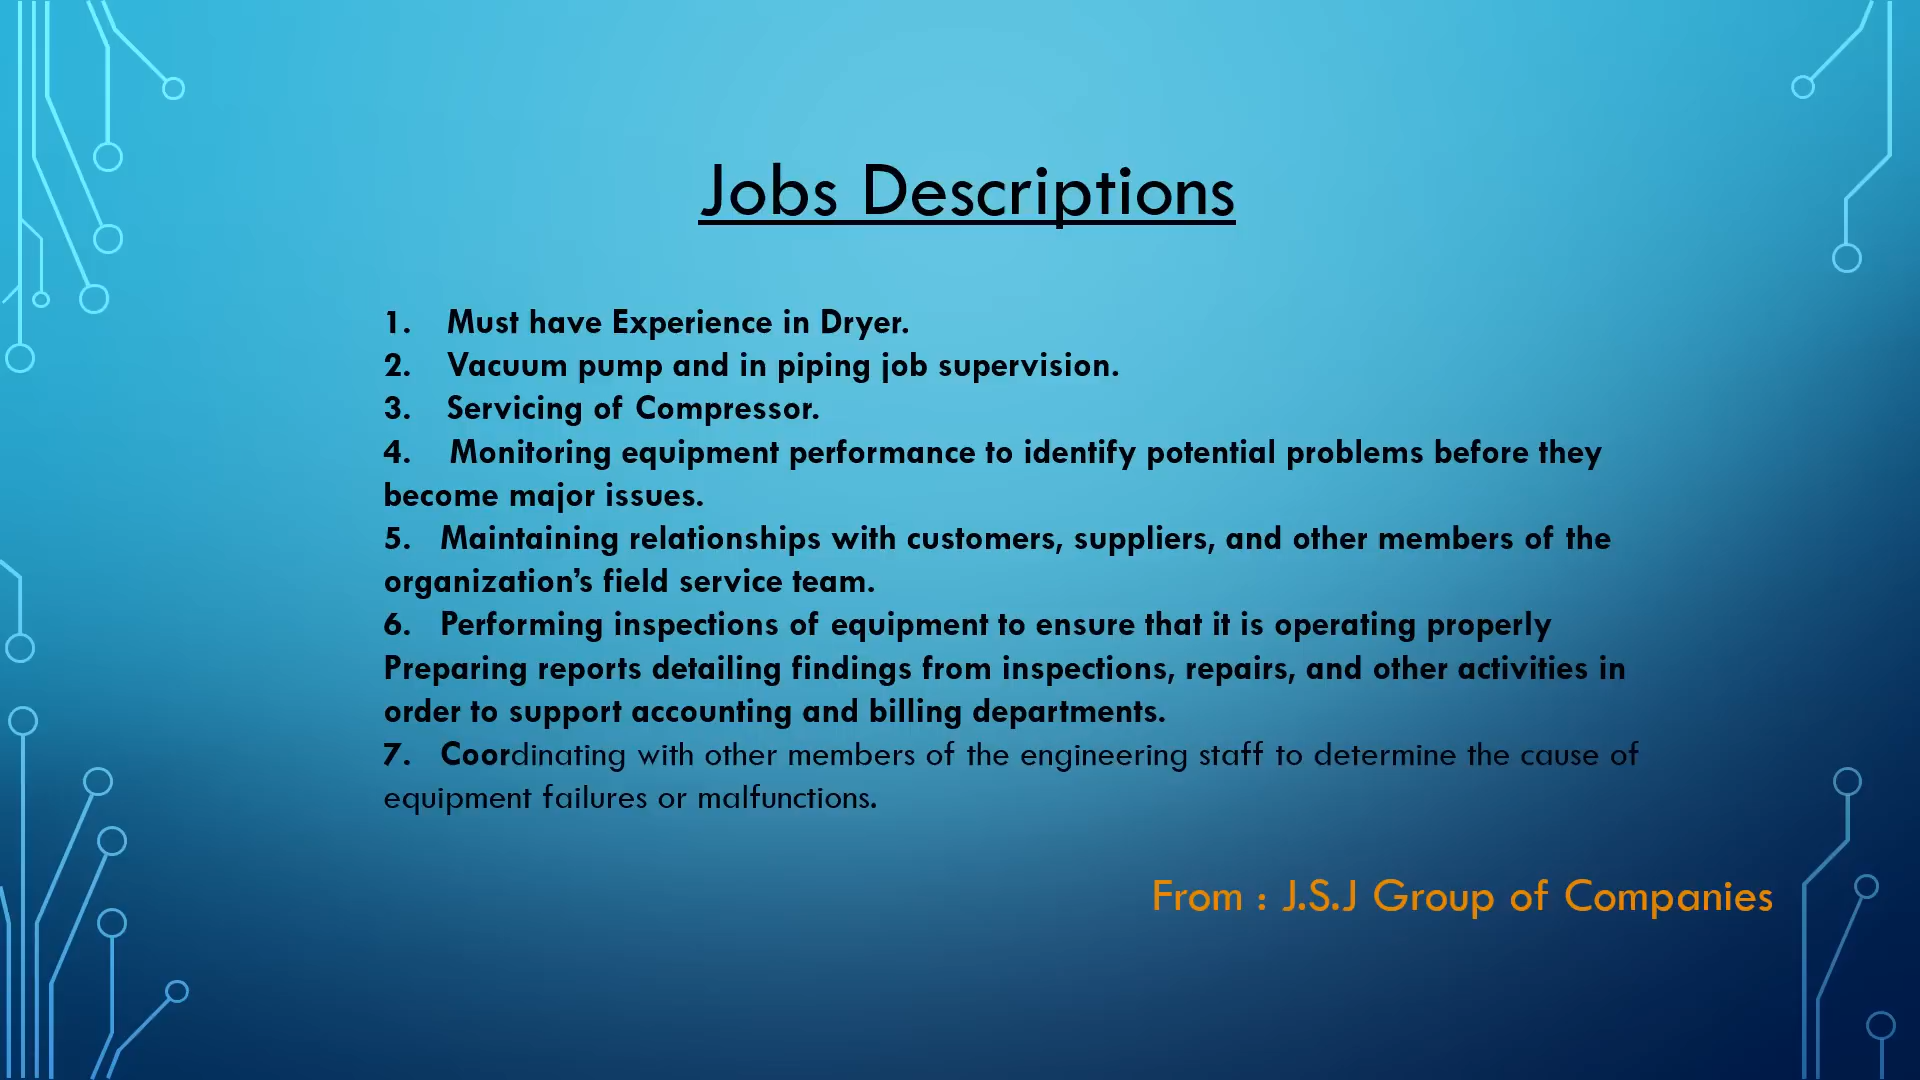 Jobs Descriptions
1. Must have Experience in Dryer.
2. Vacuum pump and in piping job supervision.
3. Servicing of Compressor.
4. Monitoring equipment performance to identify potential problems before they
become major issues.
5. Maintaining relationships with customers, suppliers, and other members of the
organization’s field service team.
6. Performing inspections of equipment to ensure that it is operating properly
Preparing reports detailing findings from inspections, repairs, and other activities in
order to support accounting and billing departments.
7. Coordinating with other members of the engineering staff to determine the cause of
equipment failures or malfunctions.
From : J.S.J Group of Companies